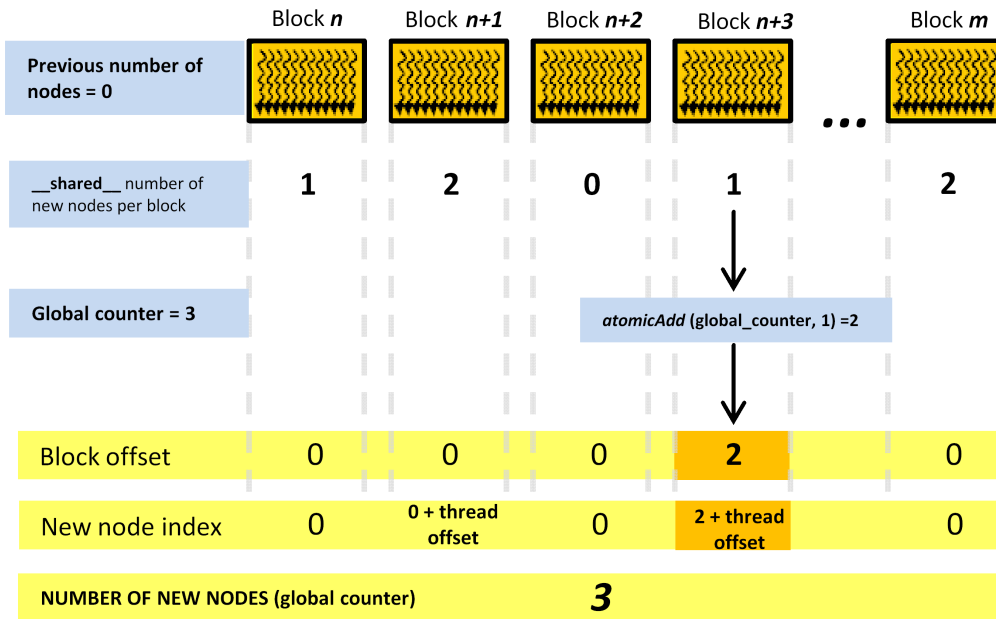 Block n Block n+1 Block n+2 Block n+3 Block m
Previous number of
nodes = 0
...
__shared__ number of
new nodes per block
1 2 0 1 2
Global counter = 3
atomicAdd (global_counter, 1) =2
Block offset 0 0 0 2 0
New node index 0 0 + thread
offset 0 2 + thread
offset 0
NUMBER OF NEW NODES (global counter) 3